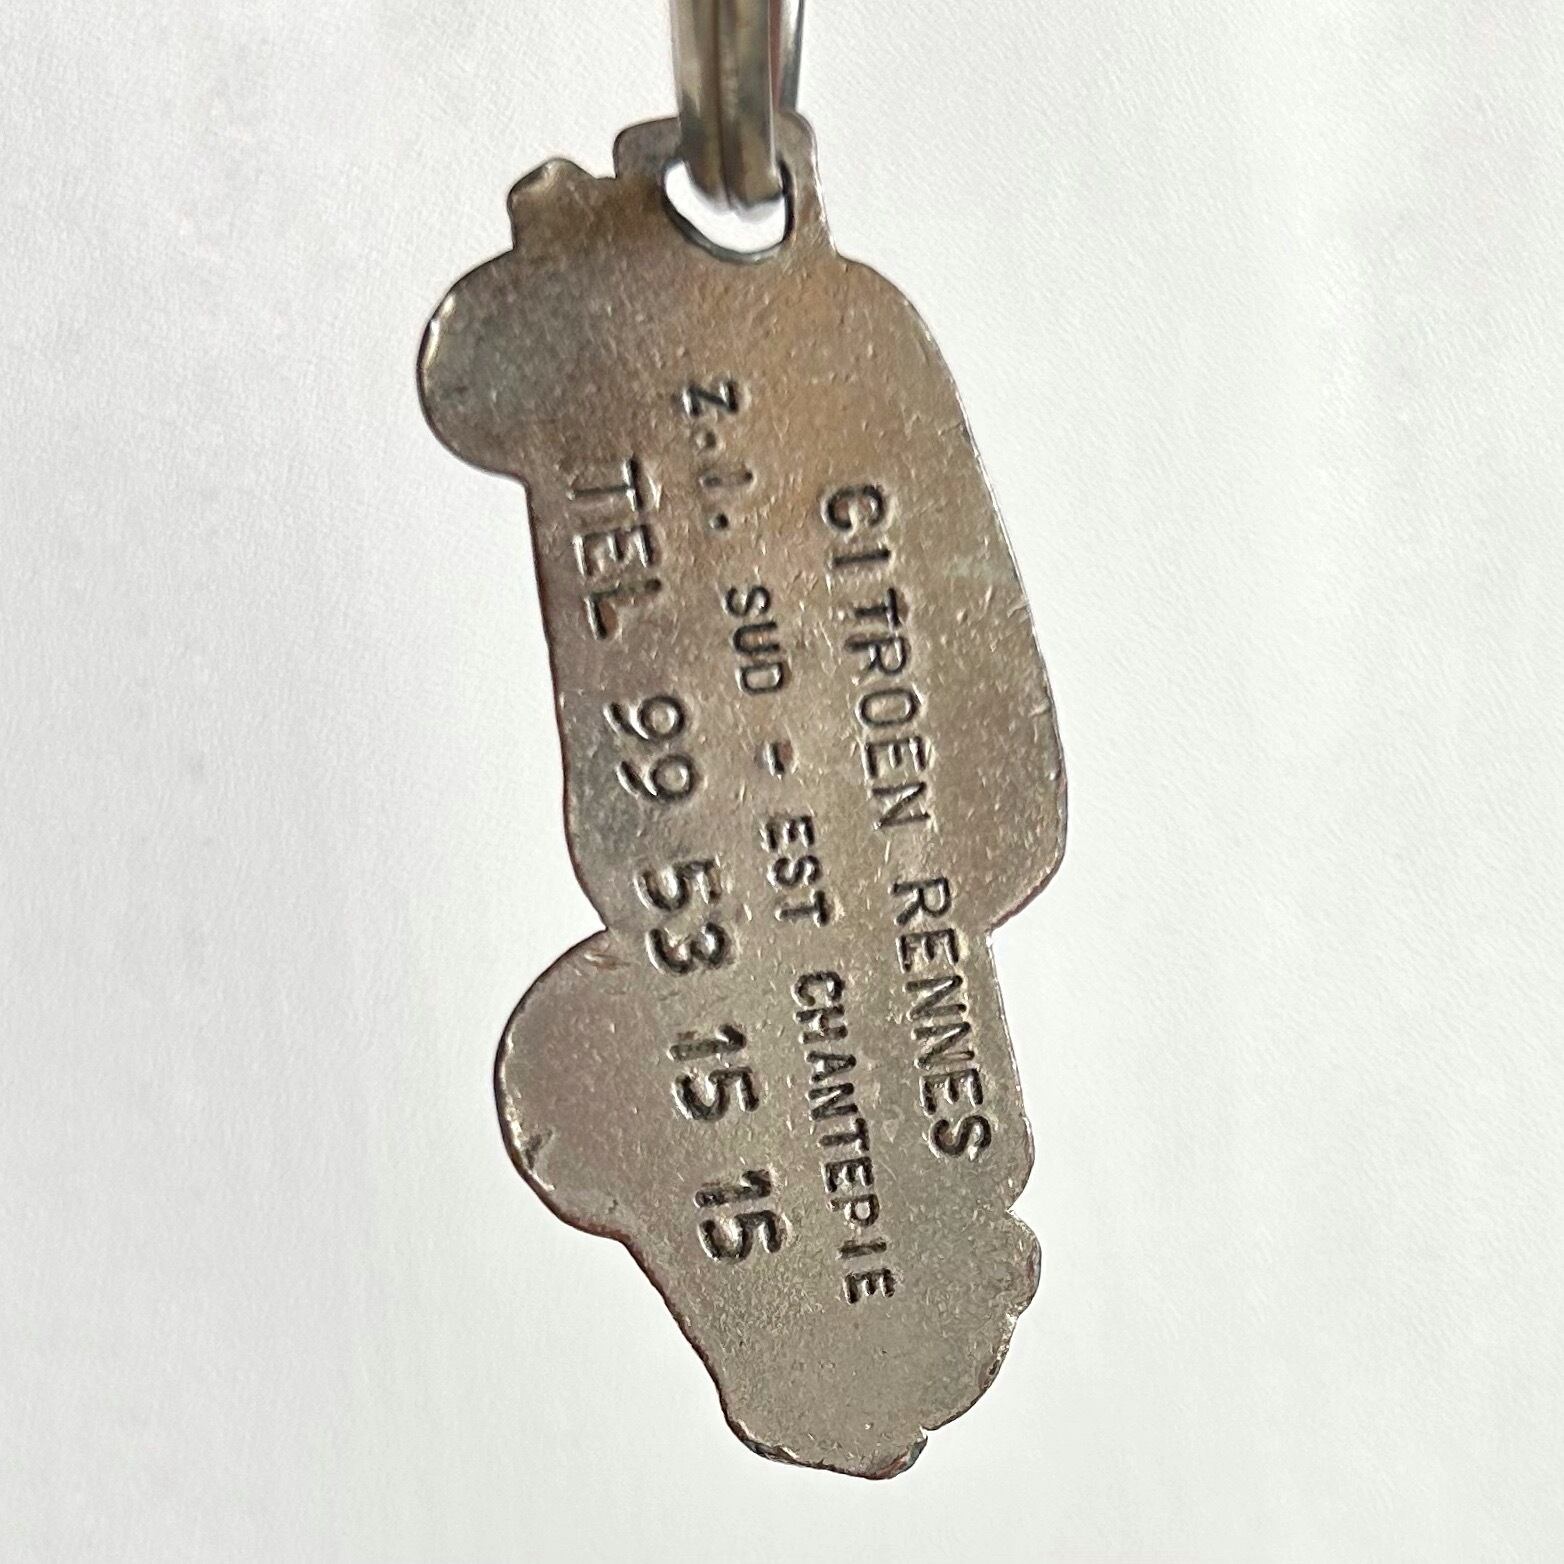 CITROEN RENNES
Z.I. SUD - EST CHANTEPIE
TEL 99 53 15 15